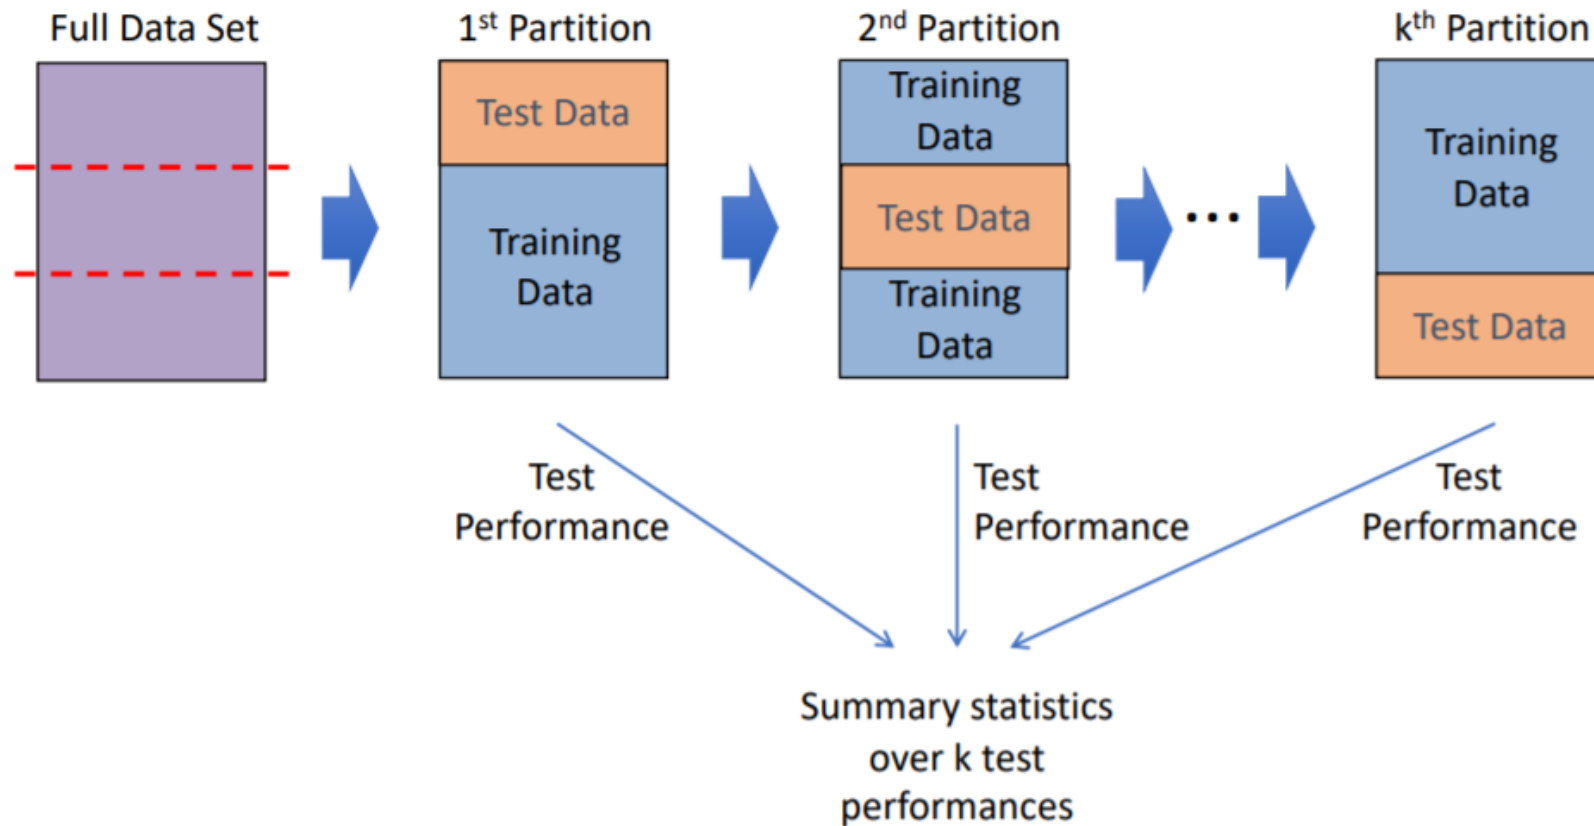 Full Data Set
1st Partition
2nd Partition
kth Partition
Test Data
Training
Data
Training
Data
Test Data
Training
Data
Training
Data
Test Data
...
Test
Performance
Test
Performance
Test
Performance
Summary statistics
over k test
performances